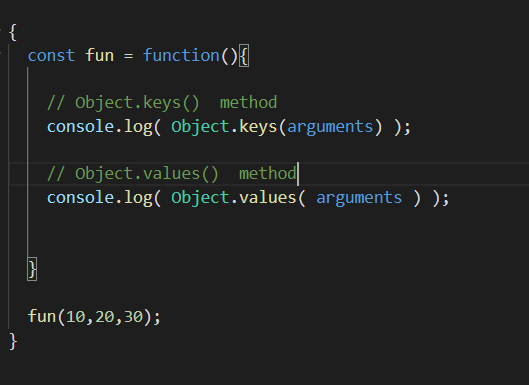 {
const fun = function(){
// Object.keys()  method
console.log( Object.keys(arguments) );
// Object.values()  method
console.log( Object.values( arguments ) );
}
fun(10,20,30);
}